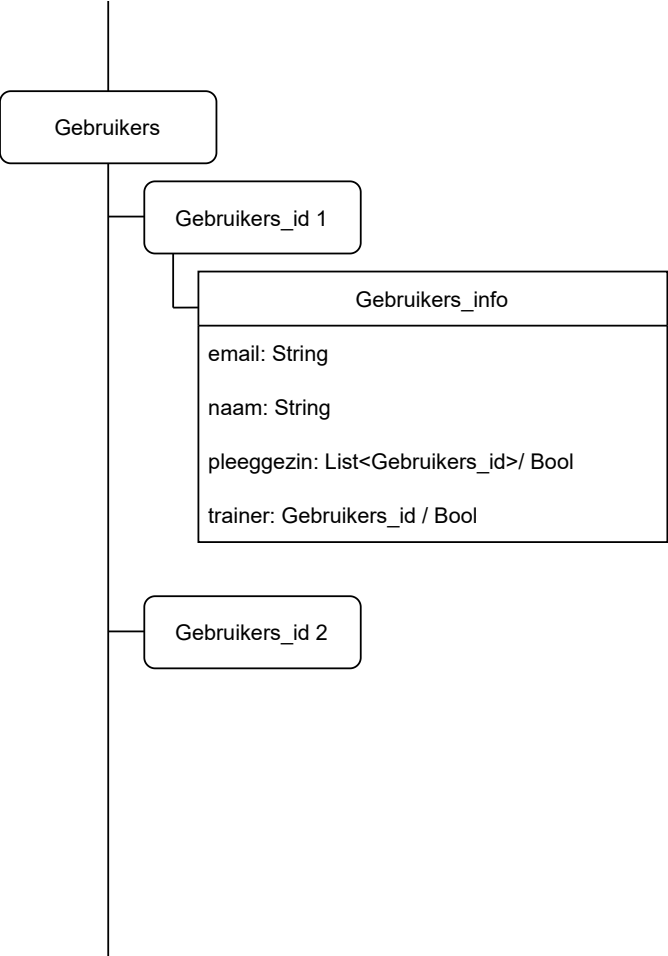 Gebruikers
Gebruikers_id 1
Gebruikers_info
email: String
naam: String
pleeggezin: List<Gebruikers_id>/ Bool
trainer: Gebruikers_id / Bool
Gebruikers_id 2